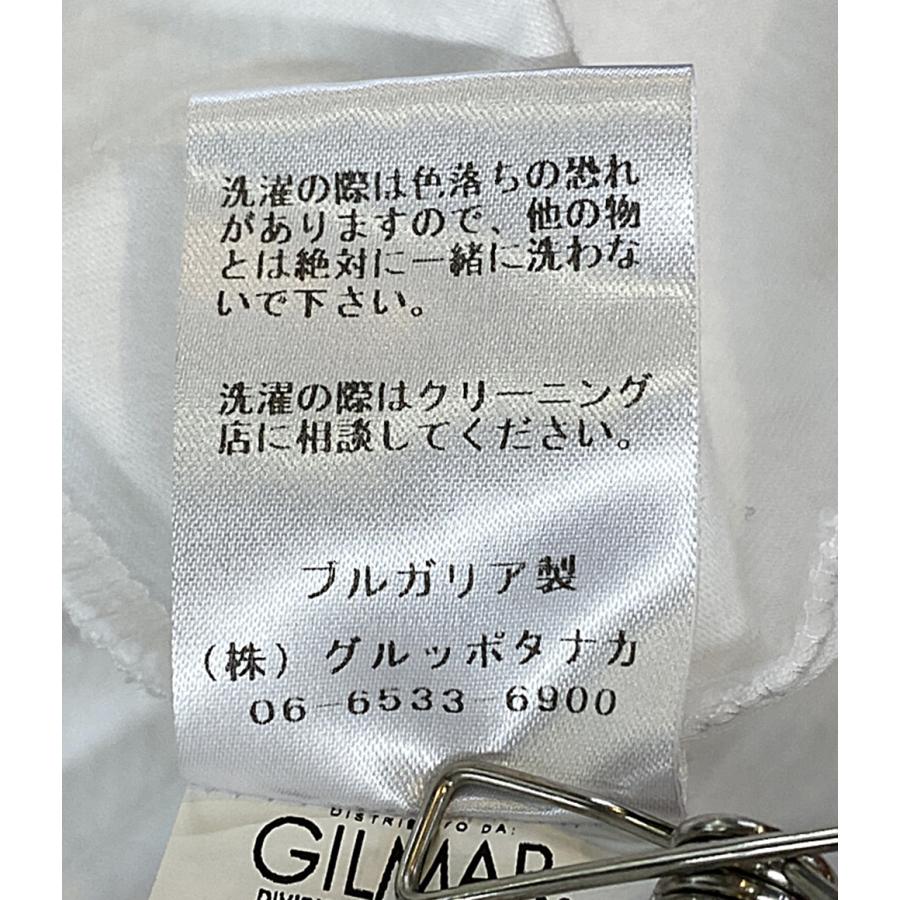 洗濯の際は色落ちの恐れ
がありますので、他の物
とは絶対に一緒に洗わな
いで下さい。
洗濯の際はクリーニング
店に相談してください。
ブルガリア製
（株）グルッポタナカ
06-6533-6900
DA:
GILMAR